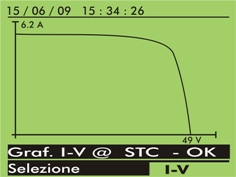 15 / 06 / 09 15 : 34 : 26
6.2 A
49 V
Graf. I-V @ STC - OK
Selezione I-V